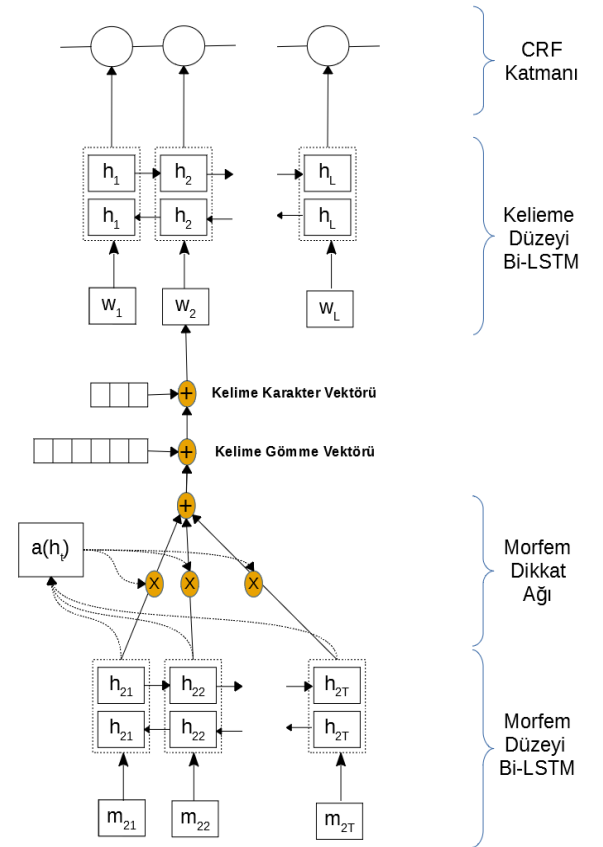 CRF
Katmanı
h1 h2 hL
h1 h2 hL
Kelieme
Düzeyi
Bi-LSTM
w1 w2 wL
+ Kelime Karakter Vektörü
+ Kelime Gömme Vektörü
+
a(ht)
X X X
Morfem
Dikkat
Ağı
h21 h22 h2T
h21 h22 h2T
Morfem
Düzeyi
Bi-LSTM
m21 m22 m2T